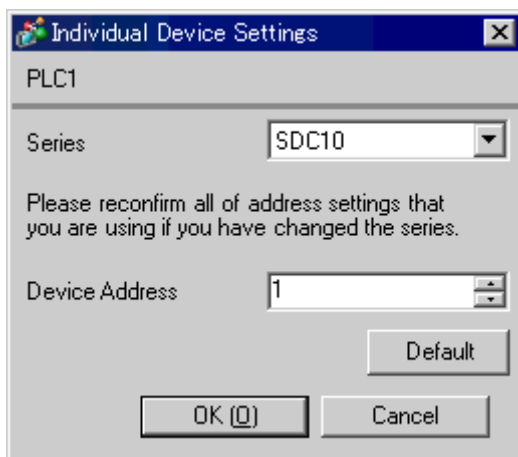 Individual Device Settings
PLC1
Series
SDC10
Please reconfirm all of address settings that
you are using if you have changed the series.
Device Address
1
Default
OK (O)
Cancel